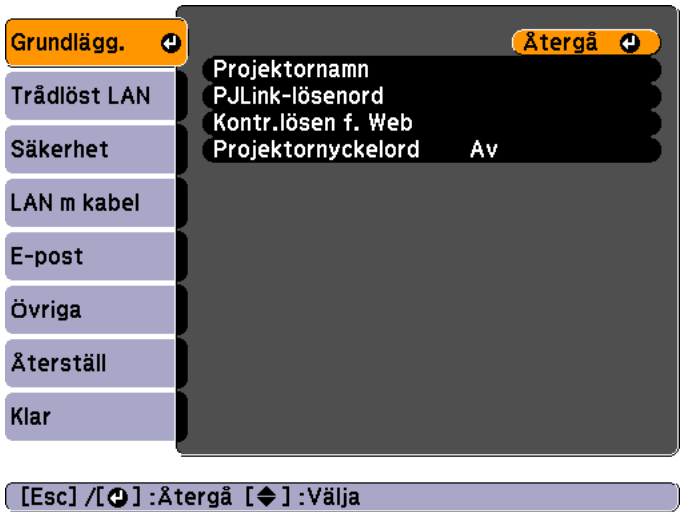 Grundlägg.
Trådlöst LAN
Säkerhet
LAN m kabel
E-post
Övriga
Återställ
Klar
Återgå
Projektornamn
PJLink-lösenord
Kontr.lösen f. Web
Projektornyckelord Av
[Esc] /[⏎] :Återgå [◆] :Välja